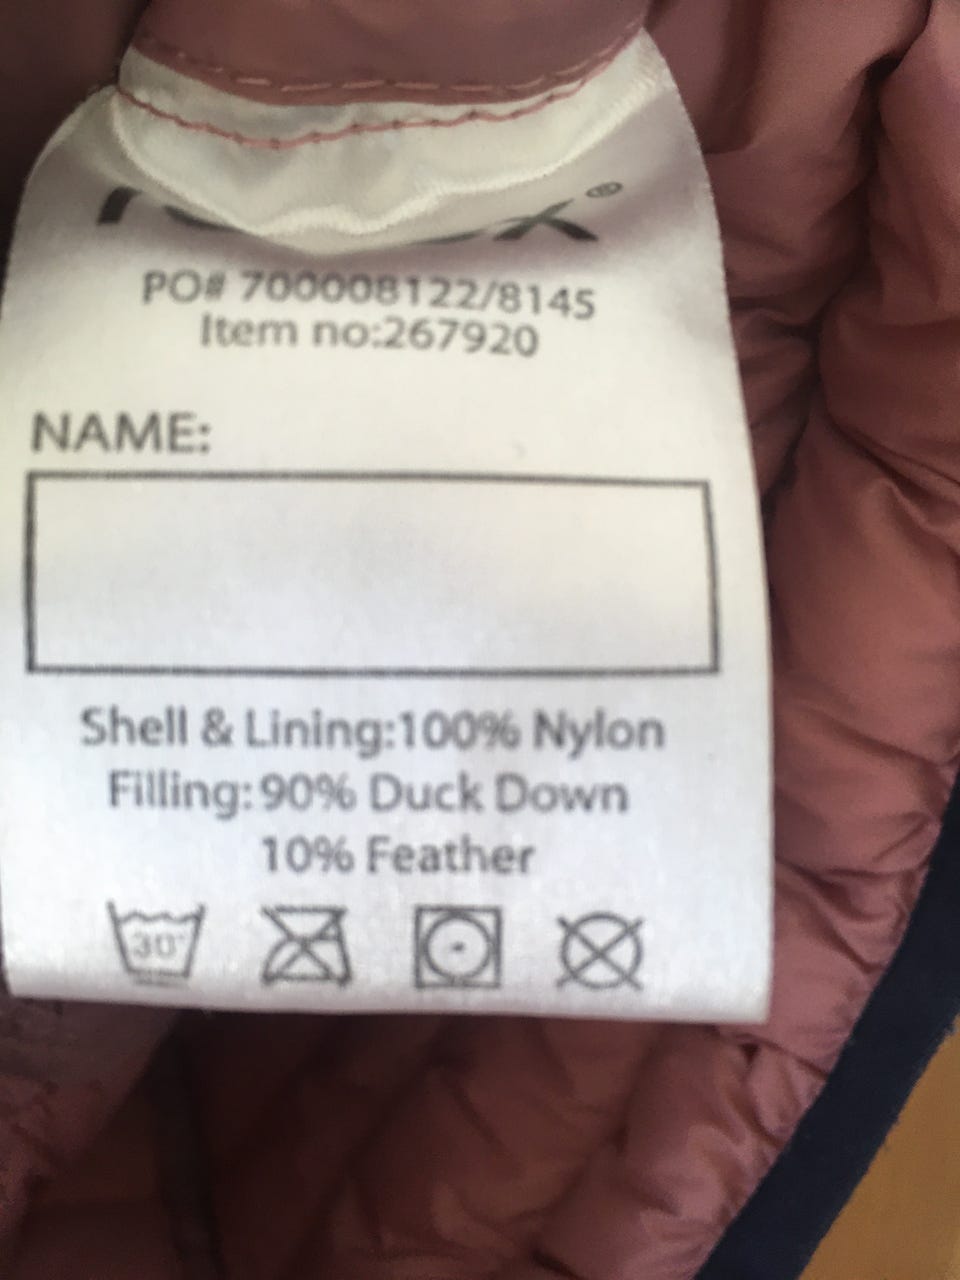 PO# 700008122/8145
Item no:267920
NAME:
Shell & Lining:100% Nylon
Filling: 90% Duck Down
10% Feather
30°